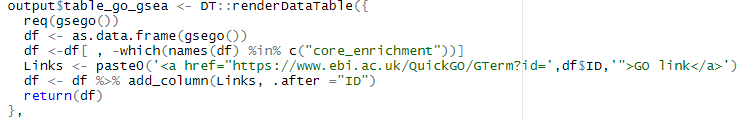 output$table_go_gsea <- DT::renderDataTable({
req(gsego())
df <- as.data.frame(gsego())
df <-df[ , -which(names(df) %in% c("core_enrichment"))]
Links <- paste0('<a href="https://www.ebi.ac.uk/QuickGO/GTerm?id=',df$ID,'">GO link</a>')
df <- df %>% add_column(Links, .after ="ID")
return(df)
},